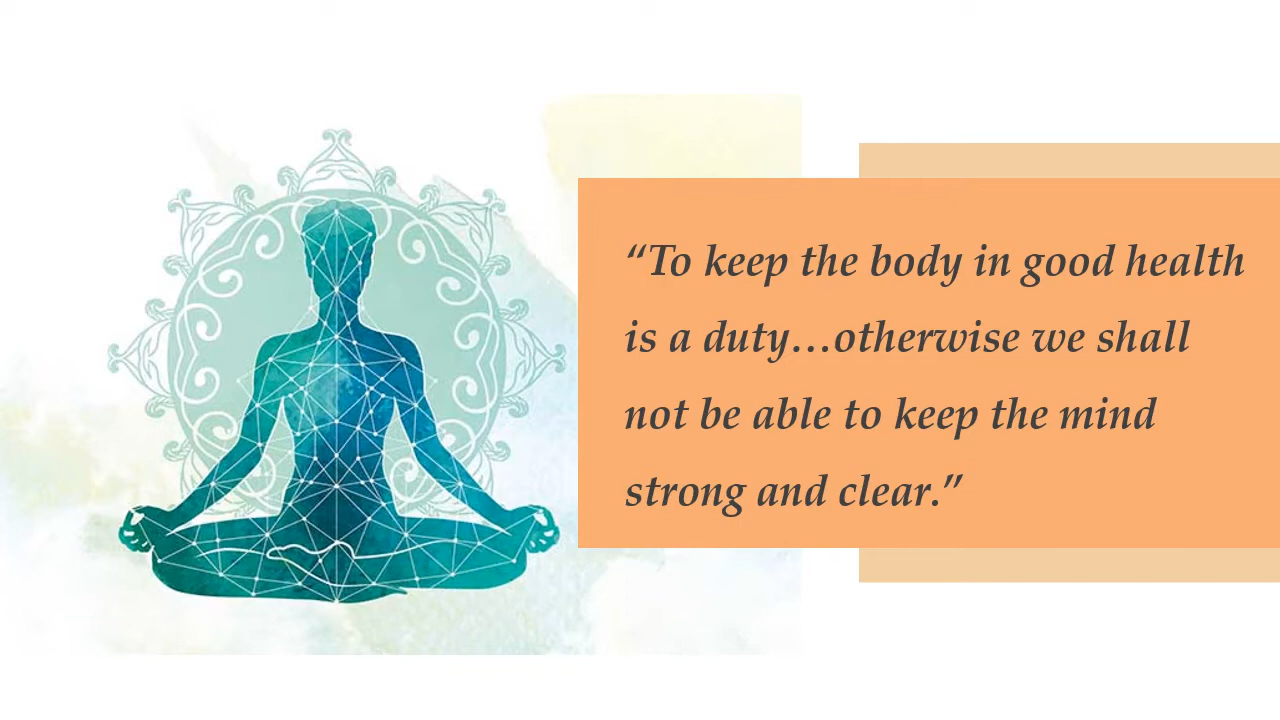 “To keep the body in good health
is a duty…otherwise we shall
not be able to keep the mind
strong and clear.”